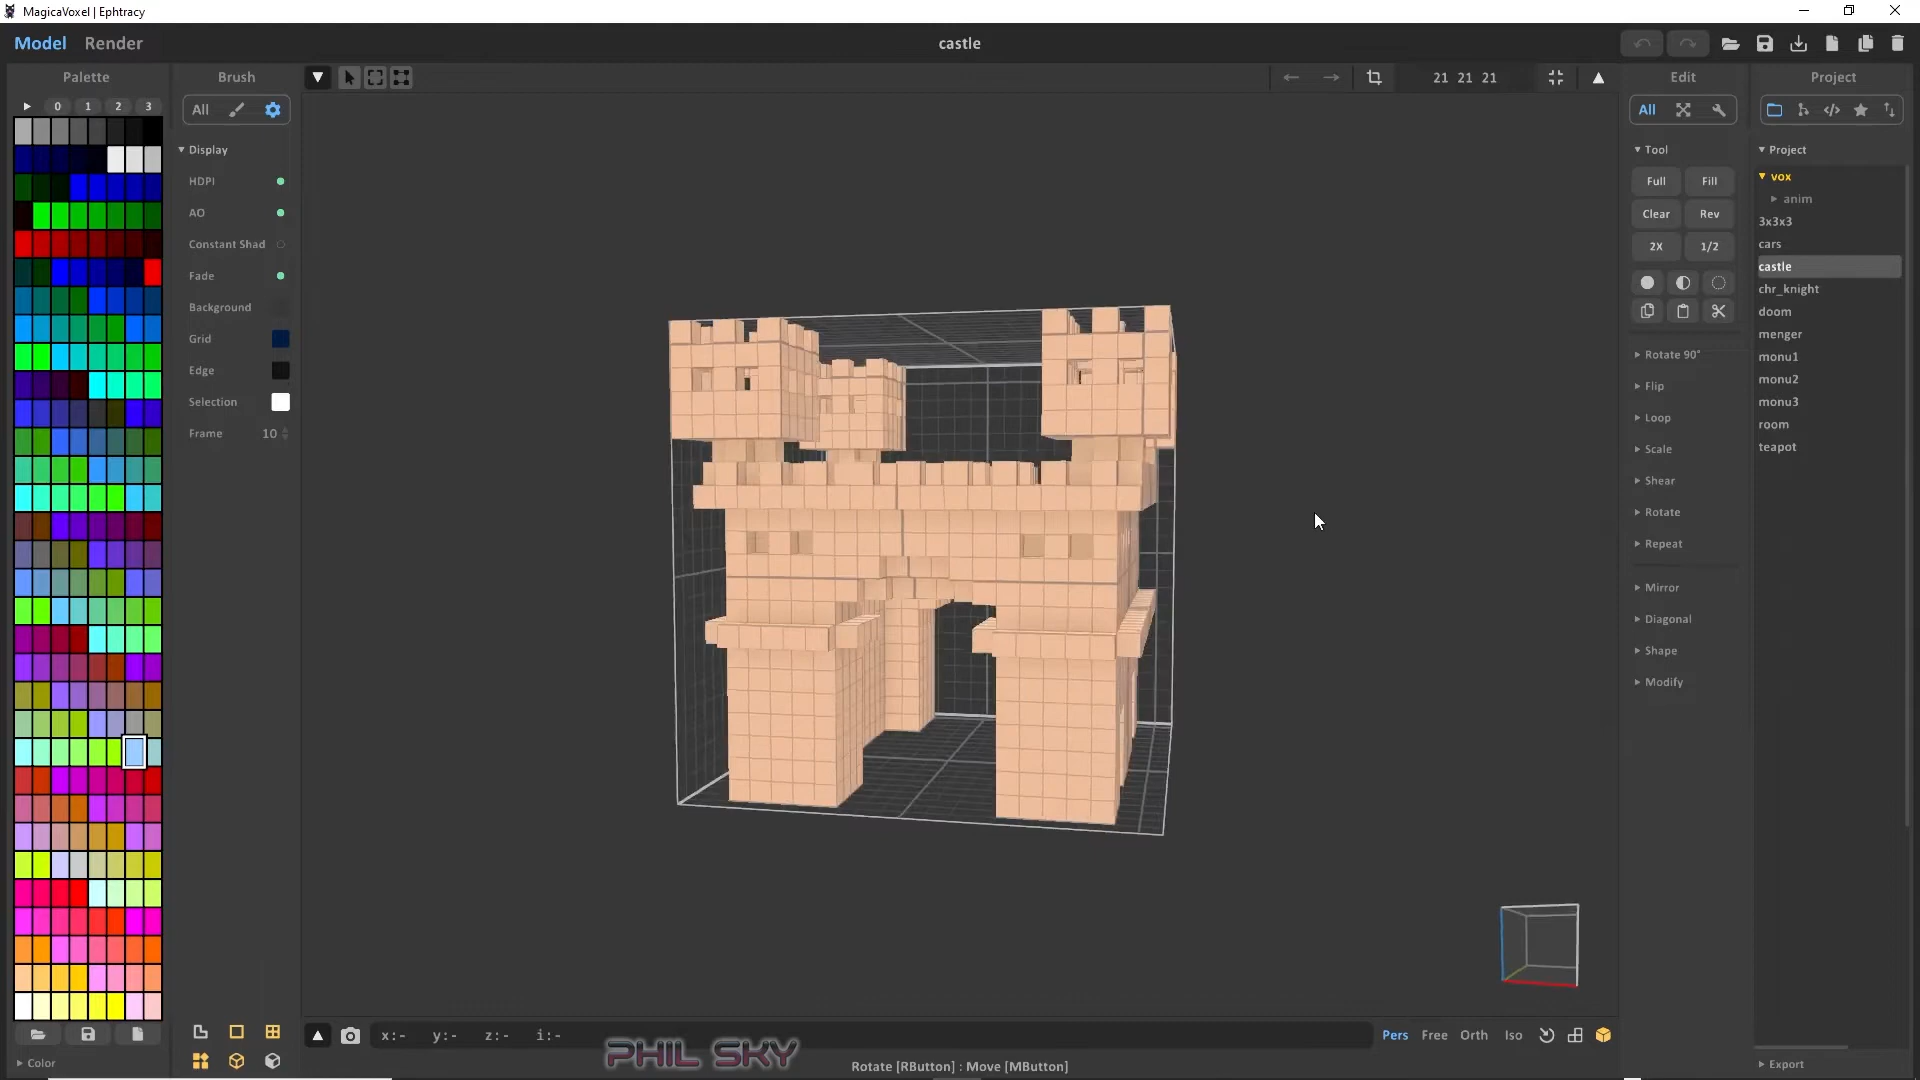 MagicaVoxel | Ephtracy
Model Render
castle
Palette
Brush
21 21 21
Edit
Project
0 1 2 3
All
Display
HDPI
AO
Constant Shad
Fade
Background
Grid
Edge
Selection
Frame 10
All
Tool
Full Fill
Clear Rev
2X 1/2
Rotate 90°
Flip
Loop
Scale
Shear
Rotate
Repeat
Mirror
Diagonal
Shape
Modify
Project
vox
anim
3x3x3
cars
castle
chr_knight
doom
menger
monu1
monu2
monu3
room
teapot
Color
x:- y:- z:- i:-
PHIL SKY
Pers Free Orth Iso
Rotate [RButton] : Move [MButton]
Export